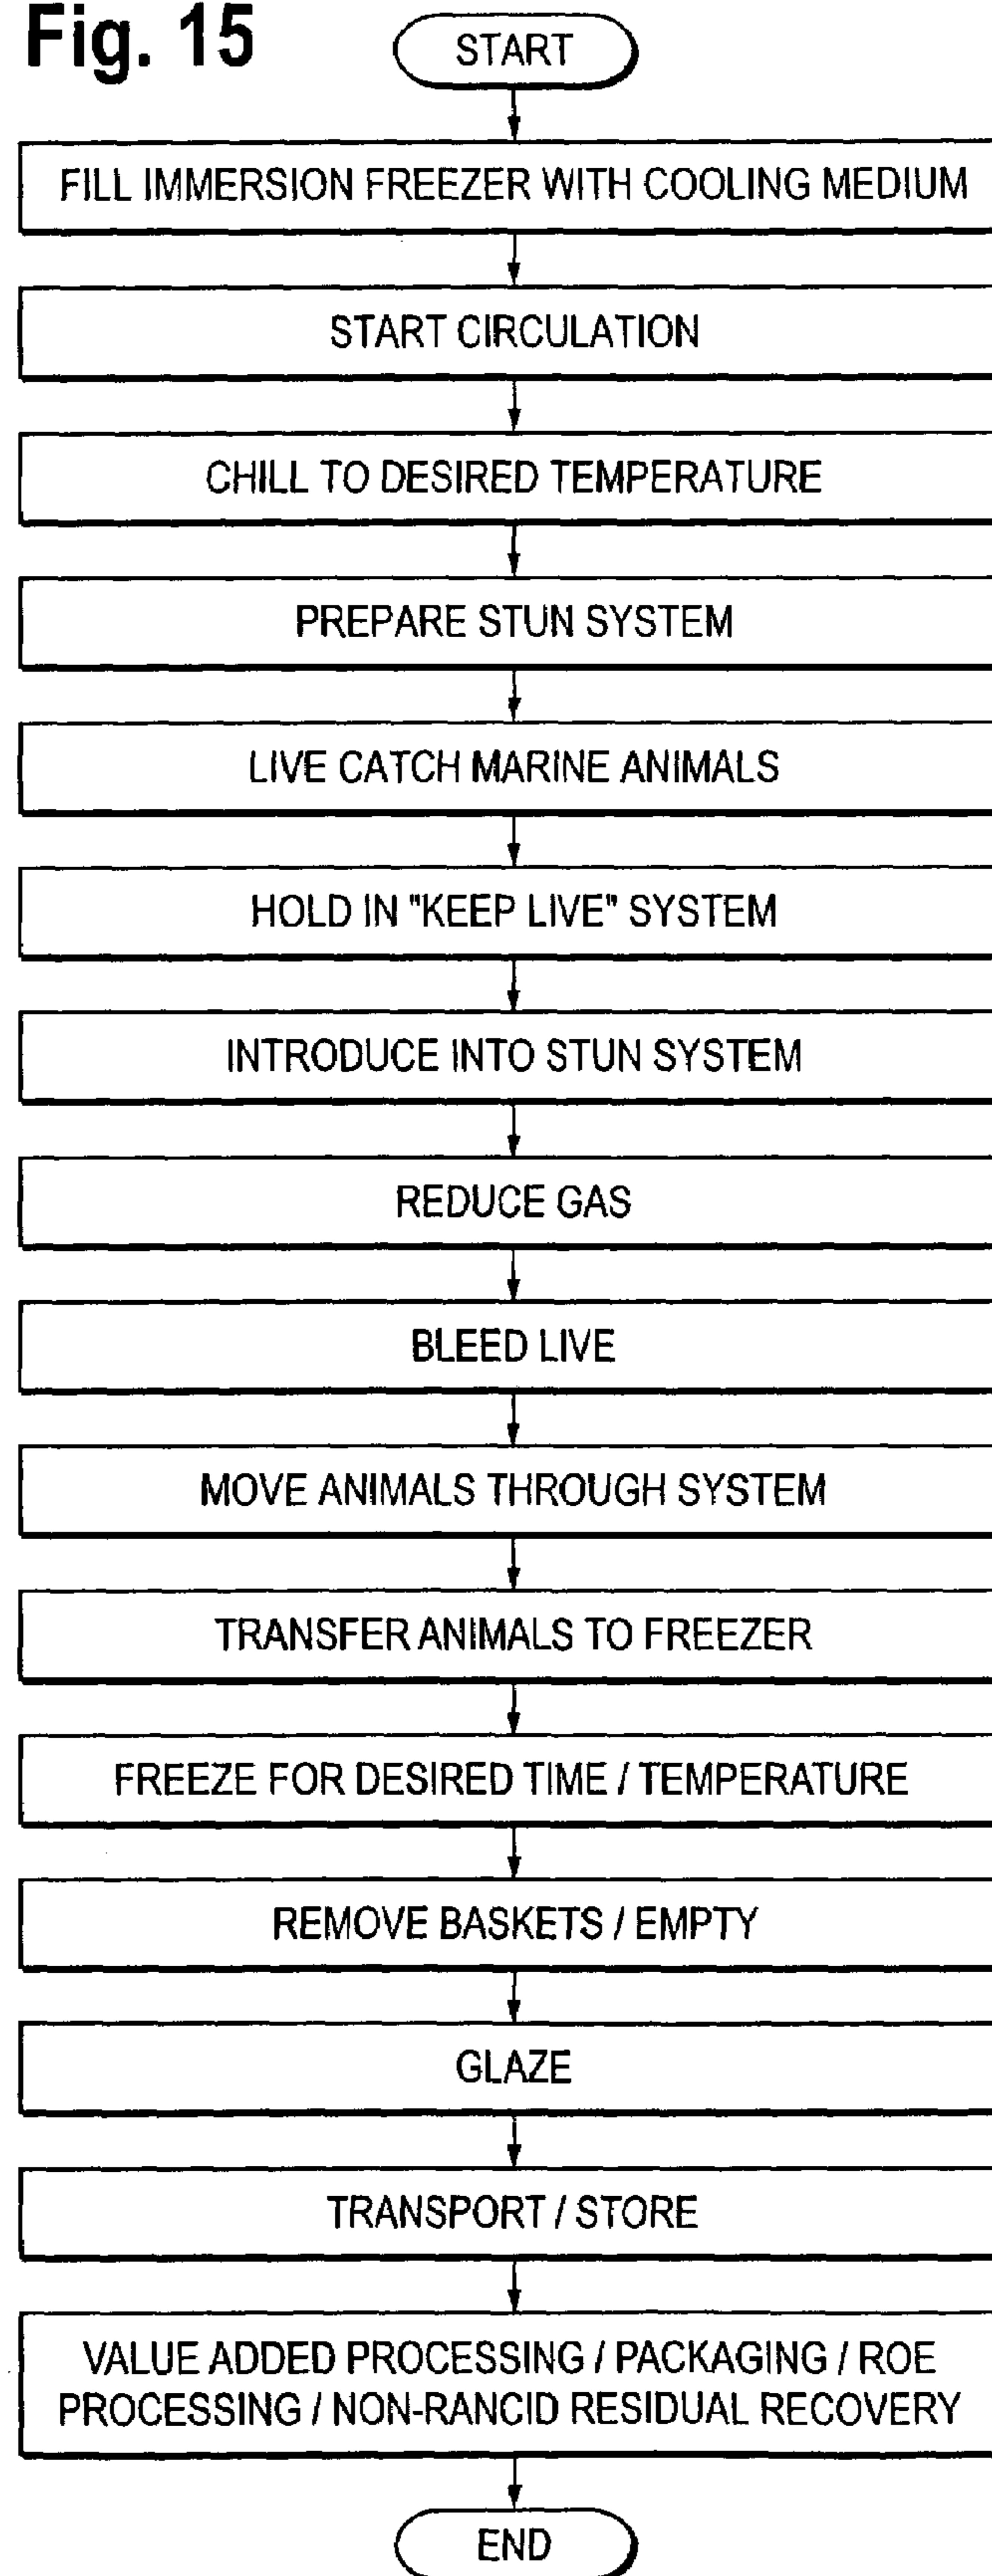 Fig. 15
START
FILL IMMERSION FREEZER WITH COOLING MEDIUM
START CIRCULATION
CHILL TO DESIRED TEMPERATURE
PREPARE STUN SYSTEM
LIVE CATCH MARINE ANIMALS
HOLD IN "KEEP LIVE" SYSTEM
INTRODUCE INTO STUN SYSTEM
REDUCE GAS
BLEED LIVE
MOVE ANIMALS THROUGH SYSTEM
TRANSFER ANIMALS TO FREEZER
FREEZE FOR DESIRED TIME / TEMPERATURE
REMOVE BASKETS / EMPTY
GLAZE
TRANSPORT / STORE
VALUE ADDED PROCESSING / PACKAGING / ROE
PROCESSING / NON-RANCID RESIDUAL RECOVERY
END